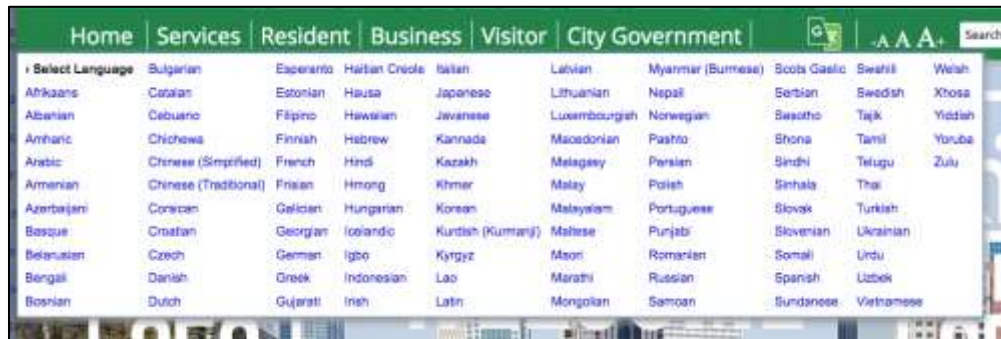 Home Services Resident Business Visitor City Government G -A A A+ Search
› Select Language Bulgarian Esperanto Haitian Creole Italian Latvian Myanmar (Burmese) Scots Gaelic Swahili Welsh
Afrikaans Catalan Estonian Hausa Japanese Lithuanian Nepali Serbian Swedish Xhosa
Albanian Cebuano Filipino Hawaiian Javanese Luxembourgish Norwegian Sesotho Tajik Yiddish
Amharic Chichewa Finnish Hebrew Kannada Macedonian Pashto Shona Tamil Yoruba
Arabic Chinese (Simplified) French Hindi Kazakh Malagasy Persian Sindhi Telugu Zulu
Armenian Chinese (Traditional) Frisian Hmong Khmer Malay Polish Sinhala Thai
Azerbaijani Corsican Galician Hungarian Korean Malayalam Portuguese Slovak Turkish
Basque Croatian Georgian Icelandic Kurdish (Kurmanji) Maltese Punjabi Slovenian Ukrainian
Belarusian Czech German Igbo Kyrgyz Maori Romanian Somali Urdu
Bengali Danish Greek Indonesian Lao Marathi Russian Spanish Uzbek
Bosnian Dutch Gujarati Irish Latin Mongolian Samoan Sundanese Vietnamese